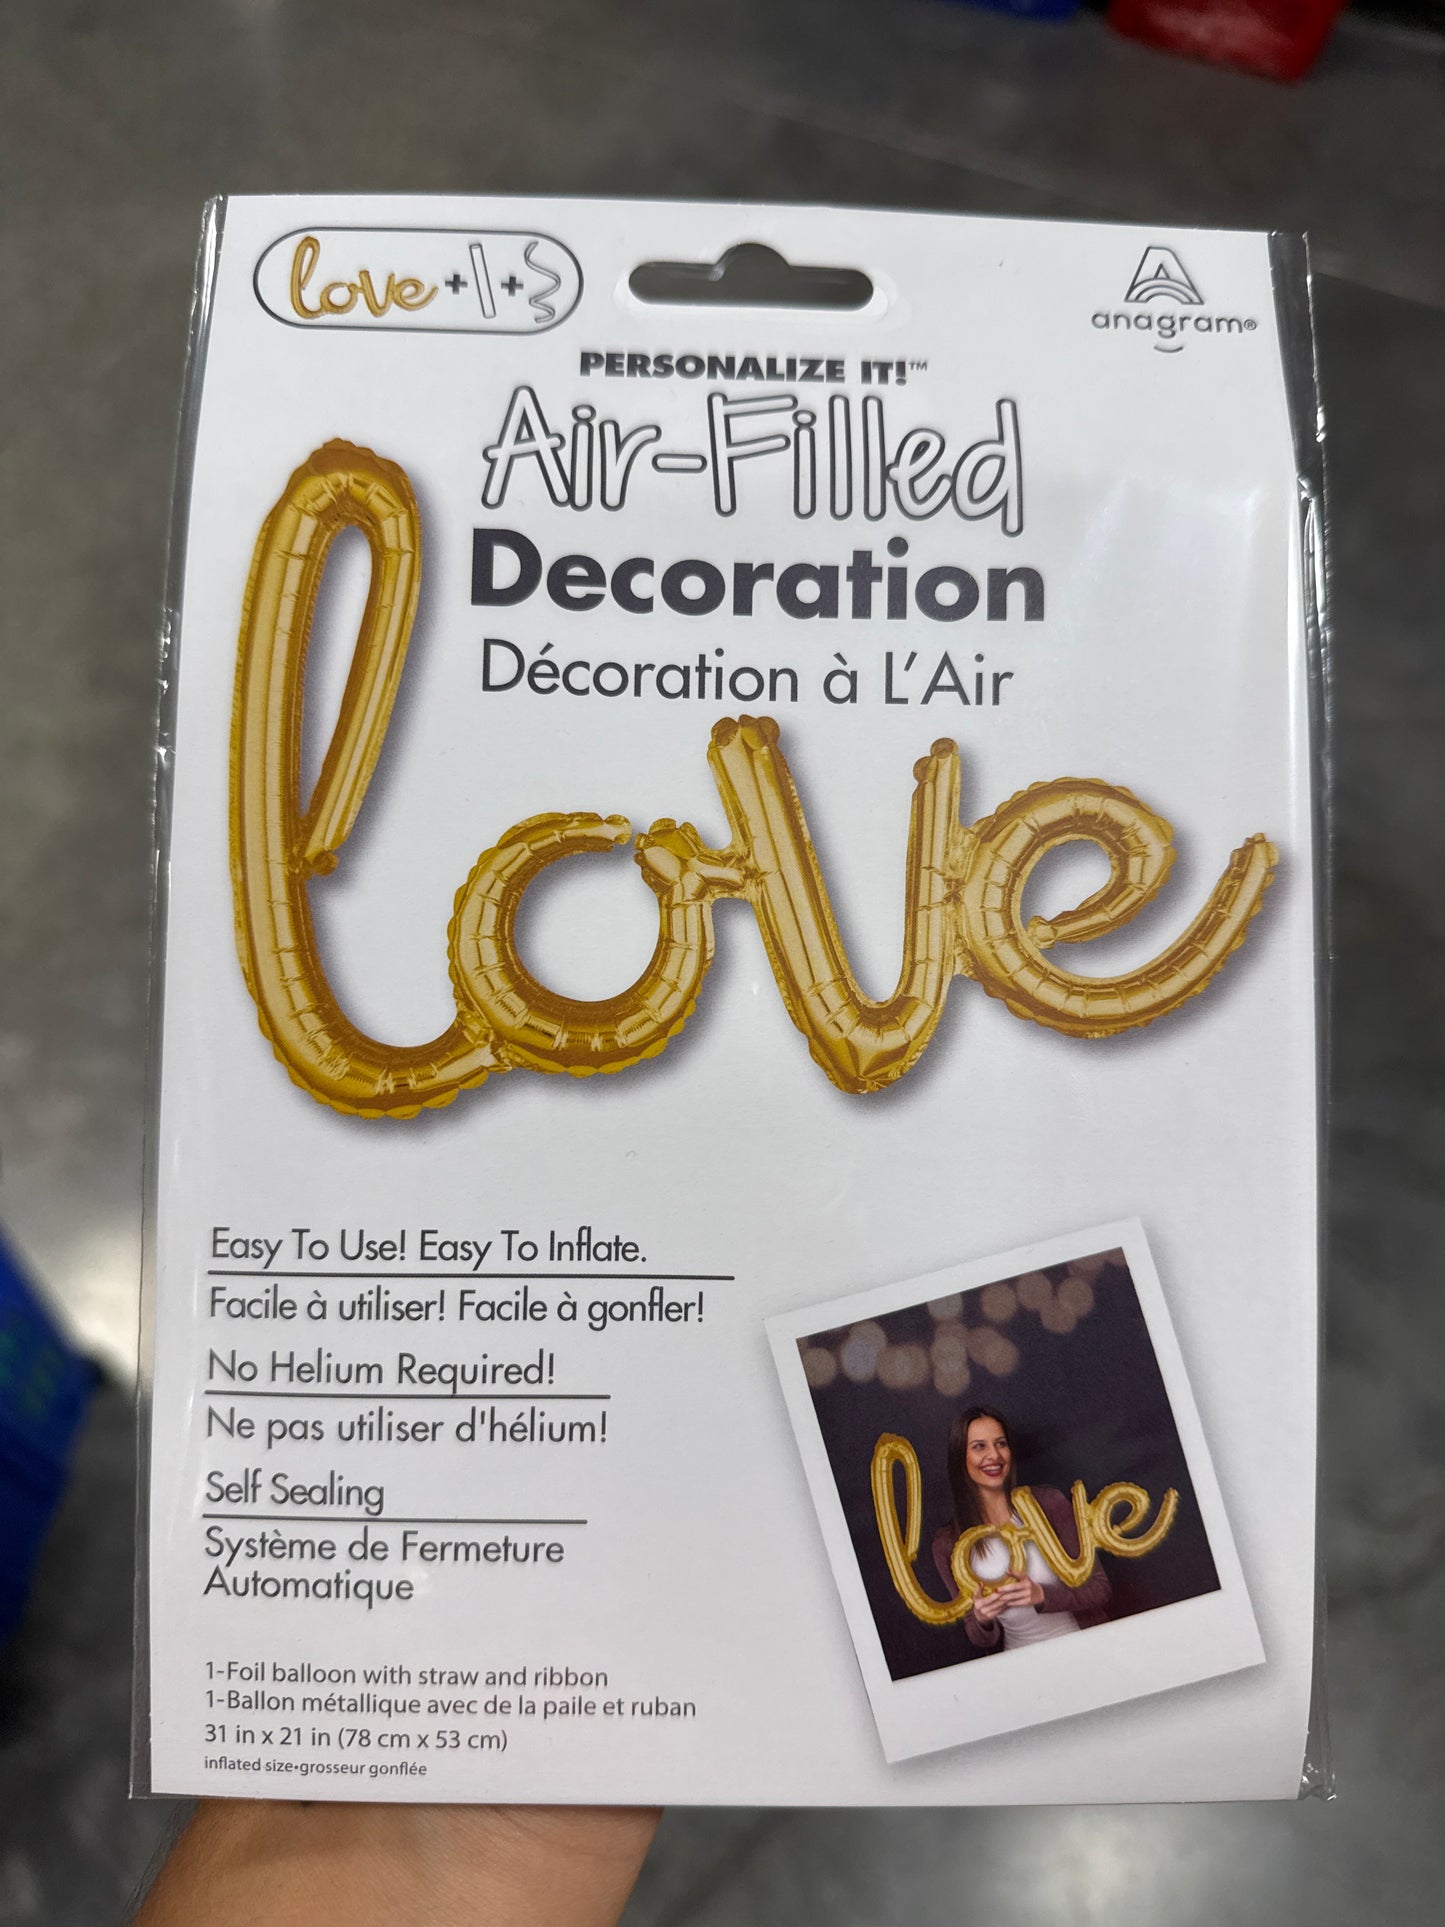 love + +
anagram®
PERSONALIZE IT!™
Air-Filled
Decoration
Décoration à L'Air
love
Easy To Use! Easy To Inflate.
Facile à utiliser! Facile à gonfler!
No Helium Required!
Ne pas utiliser d'hélium!
Self Sealing
Système de Fermeture
Automatique
love
1-Foil balloon with straw and ribbon
1-Ballon métallique avec de la paile et ruban
31 in x 21 in (78 cm x 53 cm)
inflated size•grosseur gonflée